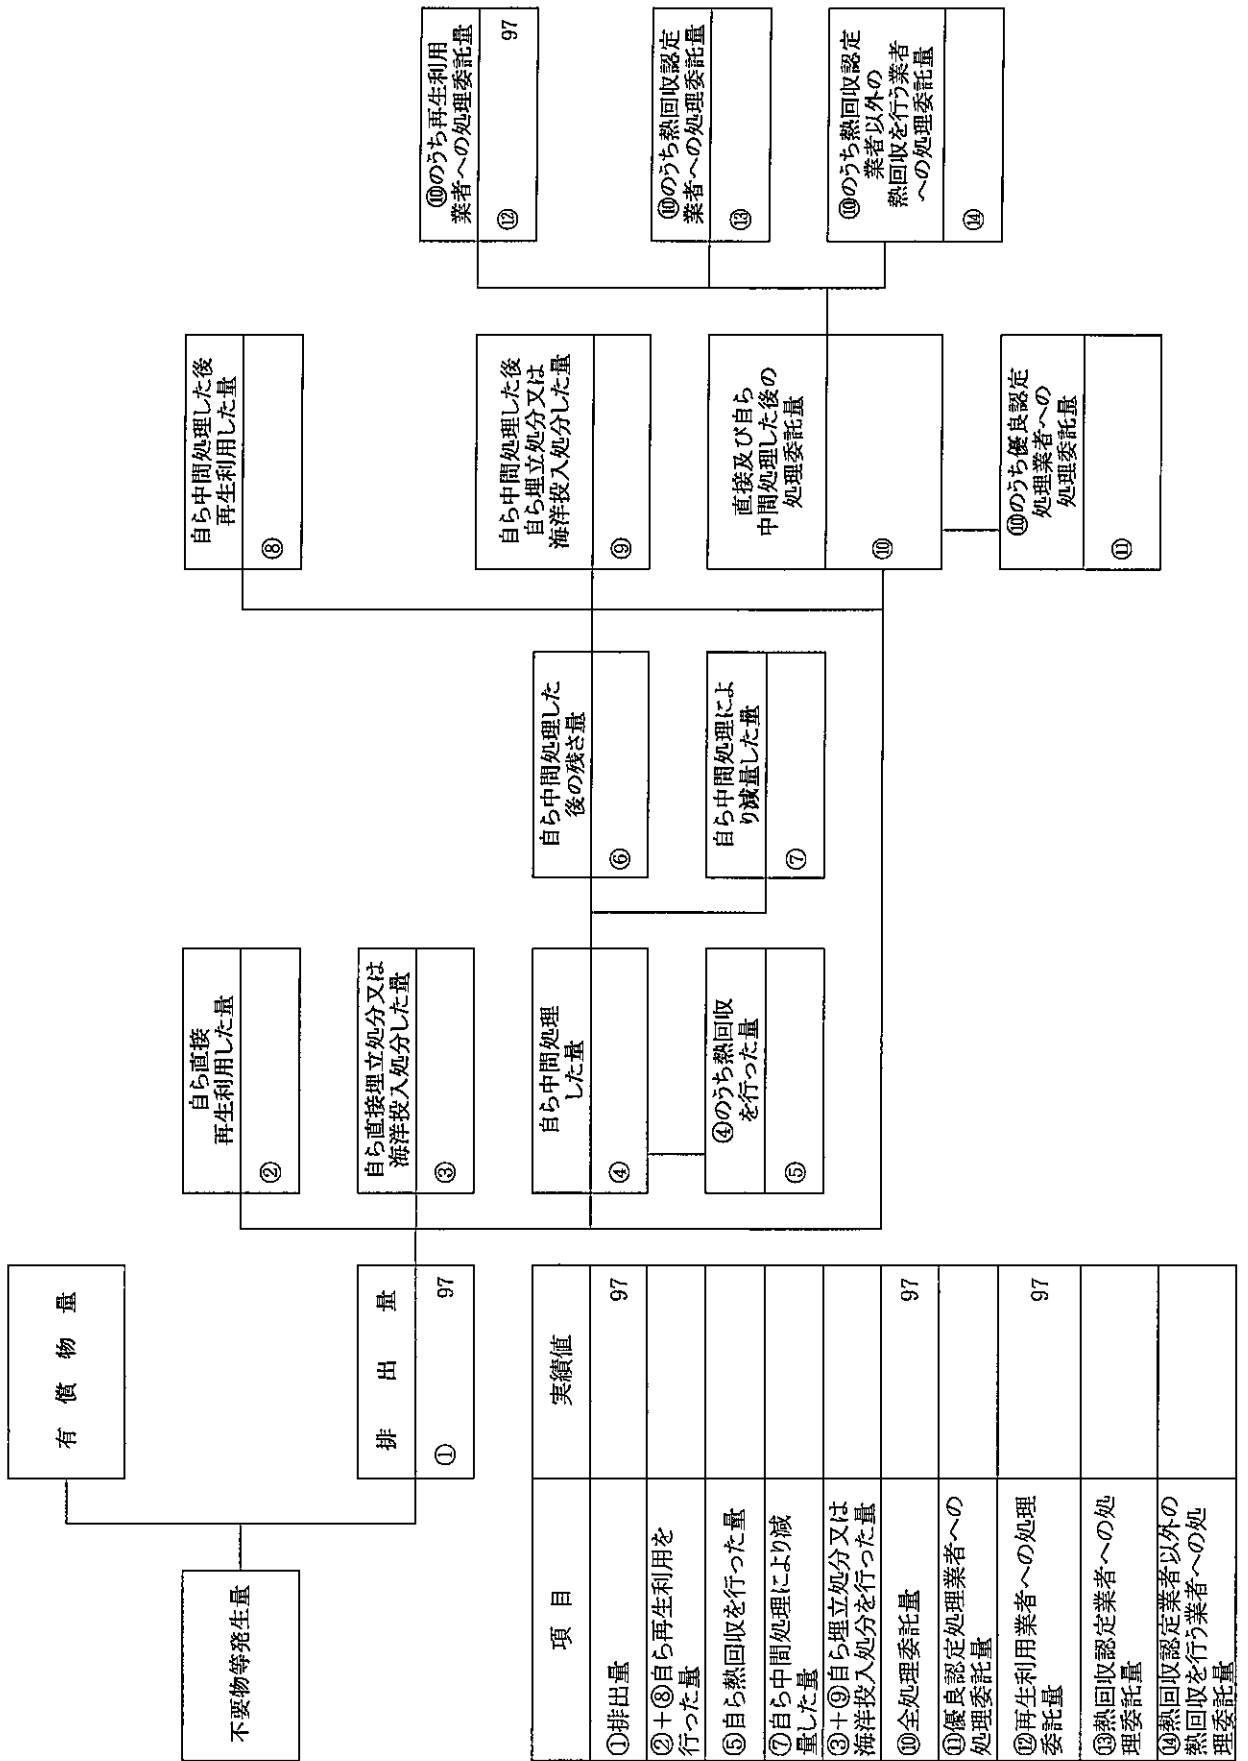 有償物量
不要物等発生量
排出量
① 97
自ら直接
再生利用した量
②
自ら直接埋立処分又は
海洋投入処分した量
③
自ら中間処理
した量
④
④のうち熱回収
を行った量
⑤
自ら中間処理した
後の残さ量
⑥
自ら中間処理によ
り減量した量
⑦
自ら中間処理した後
再生利用した量
⑧
自ら中間処理した後
自ら埋立処分又は
海洋投入処分した量
⑨
直接及び自ら
中間処理した後の
処理委託量
⑩
⑩のうち優良認定
処理業者への
処理委託量
⑪
⑩のうち再生利用
業者への処理委託量
⑫ 97
⑩のうち熱回収認定
業者への処理委託量
⑬
⑩のうち熱回収認定
業者以外の
熱回収を行う業者
への処理委託量
⑭
項目 実績値
①排出量 97
②+⑧自ら再生利用を
行った量
⑤自ら熱回収を行った量
⑦自ら中間処理により減
量した量
③+⑨自ら埋立処分又は
海洋投入処分を行った量
⑩全処理委託量 97
⑪優良認定処理業者への
処理委託量
⑫再生利用業者への処理
委託量 97
⑬熱回収認定業者への処
理委託量
⑭熱回収認定業者以外の
熱回収を行う業者への処
理委託量